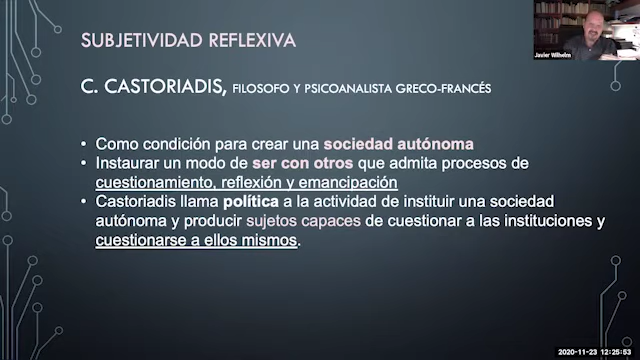 SUBJETIVIDAD REFLEXIVA
C. CASTORIADIS, FILOSOFO Y PSICOANALISTA GRECO-FRANCÉS
• Como condición para crear una sociedad autónoma
• Instaurar un modo de ser con otros que admita procesos de
cuestionamiento, reflexión y emancipación
• Castoriadis llama política a la actividad de instituir una sociedad
autónoma y producir sujetos capaces de cuestionar a las instituciones y
cuestionarse a ellos mismos.
Javier Wilhelm
2020-11-23 12:25:53